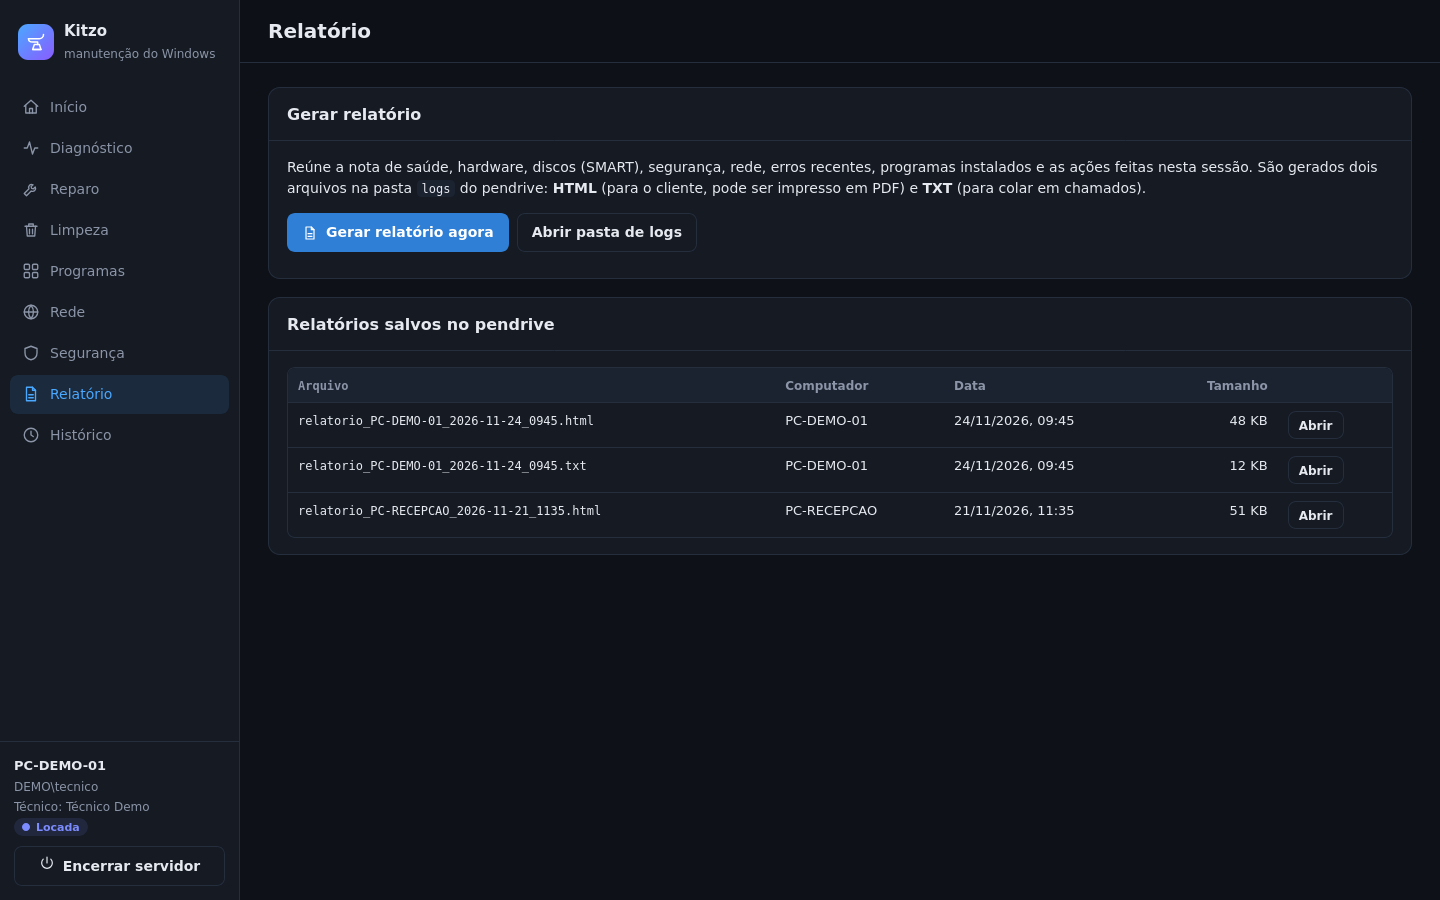 Kitzo
manutenção do Windows
Início
Diagnóstico
Reparo
Limpeza
Programas
Rede
Segurança
Relatório
Histórico
PC-DEMO-01
DEMO\tecnico
Técnico: Técnico Demo
Locada
Encerrar servidor
Relatório
Gerar relatório
Reúne a nota de saúde, hardware, discos (SMART), segurança, rede, erros recentes, programas instalados e as ações feitas nesta sessão. São gerados dois
arquivos na pasta logs do pendrive: HTML (para o cliente, pode ser impresso em PDF) e TXT (para colar em chamados).
Gerar relatório agora Abrir pasta de logs
Relatórios salvos no pendrive
Arquivo Computador Data Tamanho
relatorio_PC-DEMO-01_2026-11-24_0945.html PC-DEMO-01 24/11/2026, 09:45 48 KB Abrir
relatorio_PC-DEMO-01_2026-11-24_0945.txt PC-DEMO-01 24/11/2026, 09:45 12 KB Abrir
relatorio_PC-RECEPCAO_2026-11-21_1135.html PC-RECEPCAO 21/11/2026, 11:35 51 KB Abrir